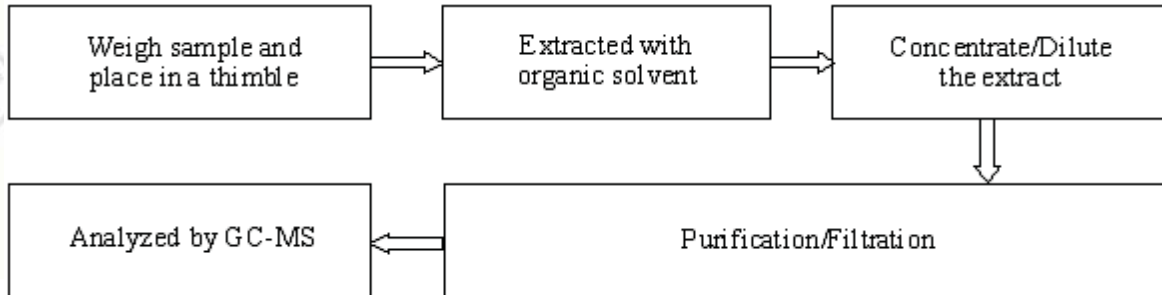 Weigh sample and
place in a thimble
Extracted with
organic solvent
Concentrate/Dilute
the extract
Purification/Filtration
Analyzed by GC-MS